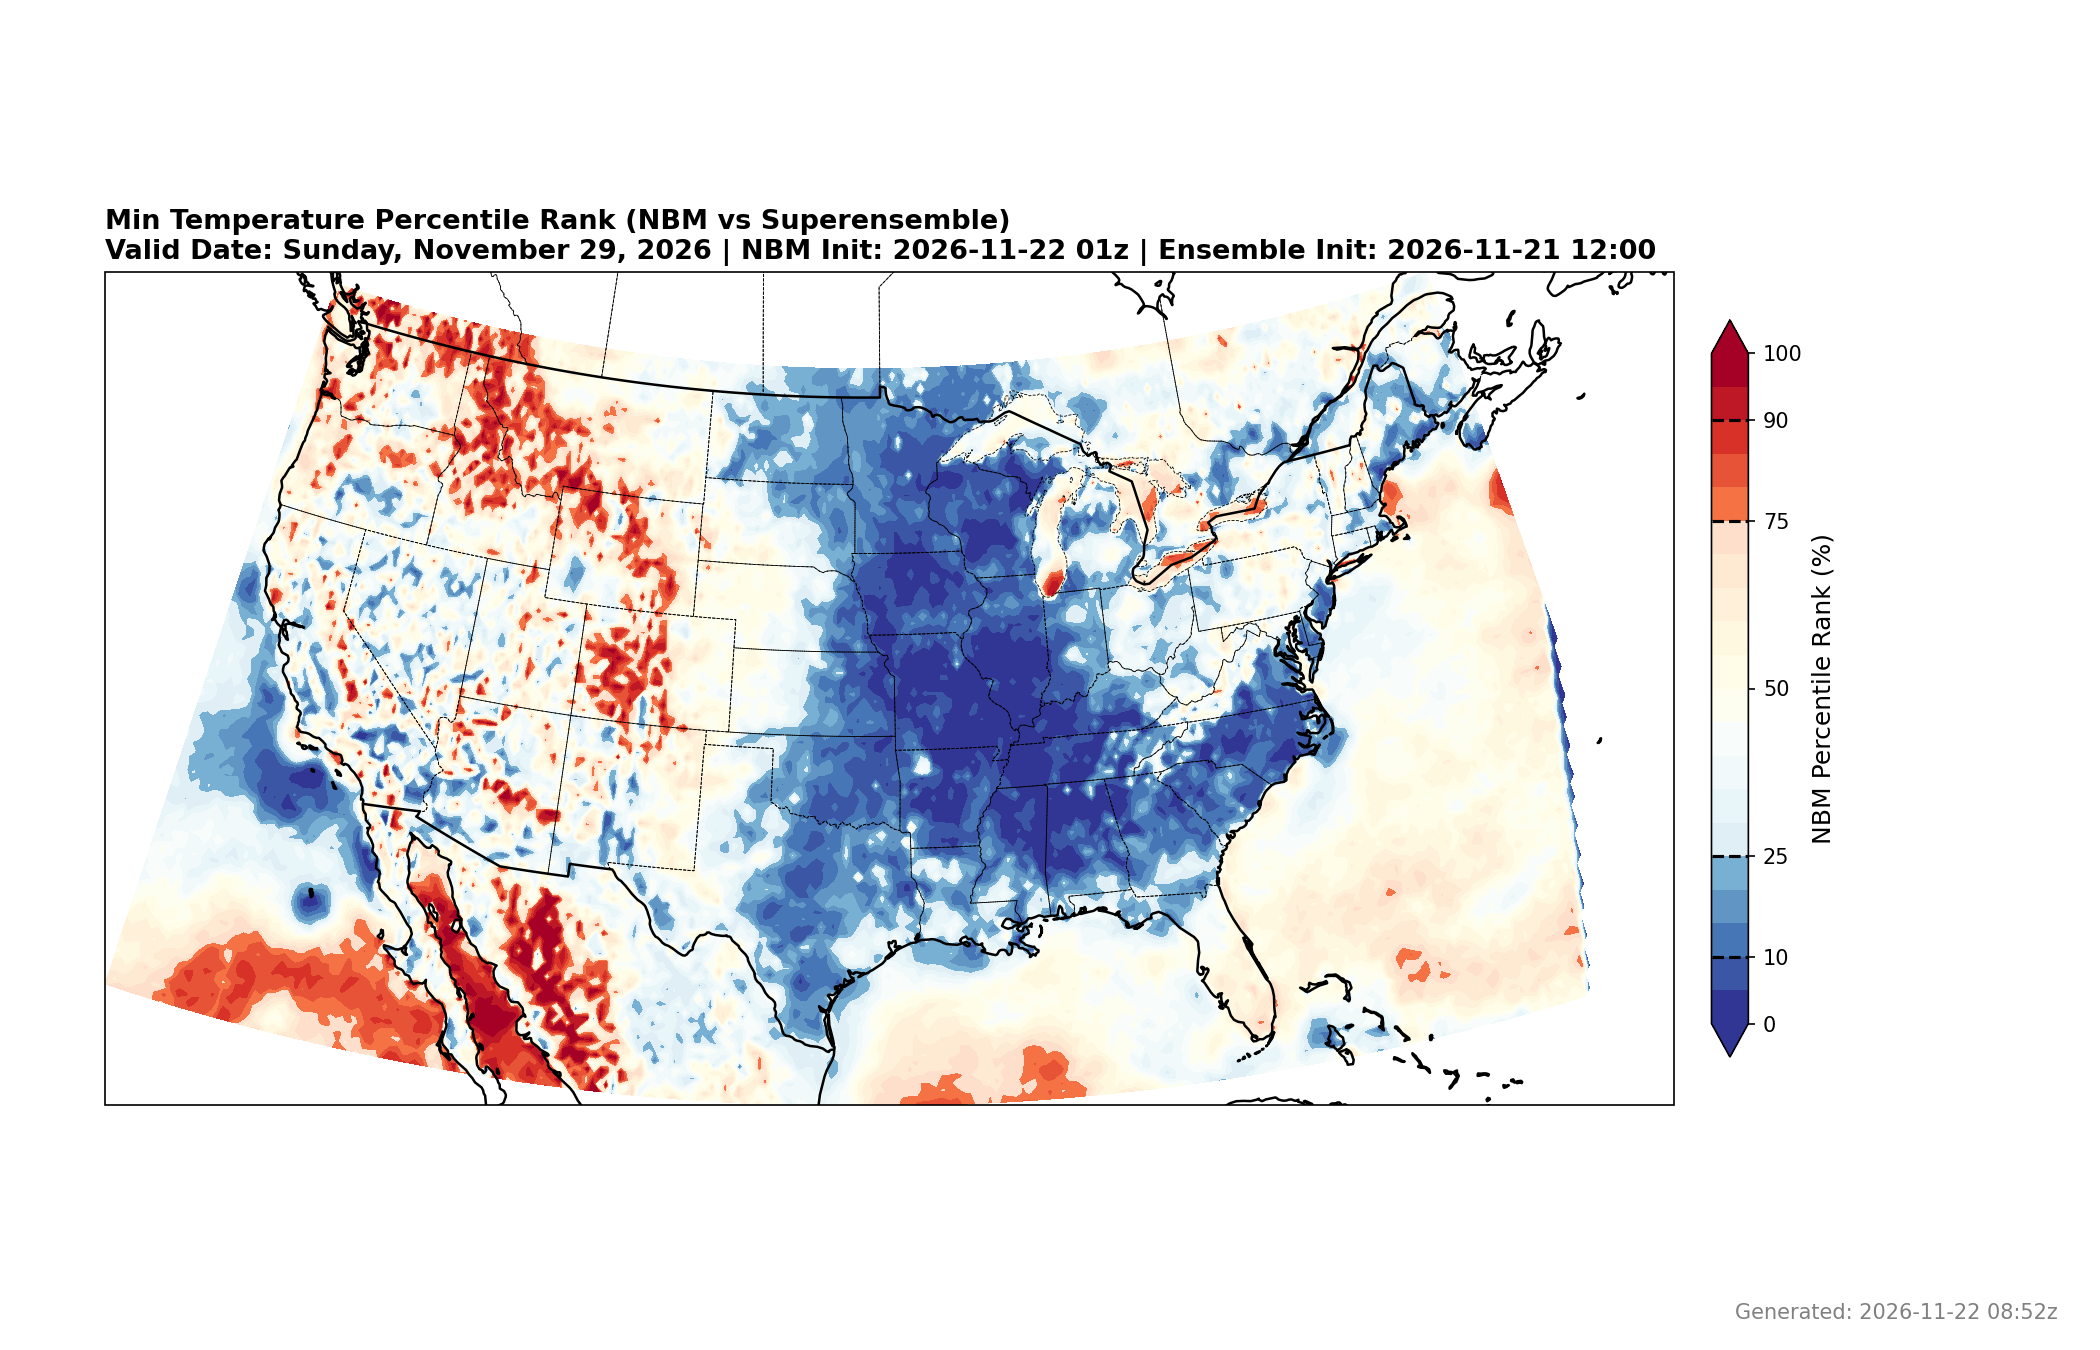 Min Temperature Percentile Rank (NBM vs Superensemble)
Valid Date: Sunday, November 29, 2026 | NBM Init: 2026-11-22 01z | Ensemble Init: 2026-11-21 12:00
100
90
75
50
25
10
0
NBM Percentile Rank (%)
Generated: 2026-11-22 08:52z